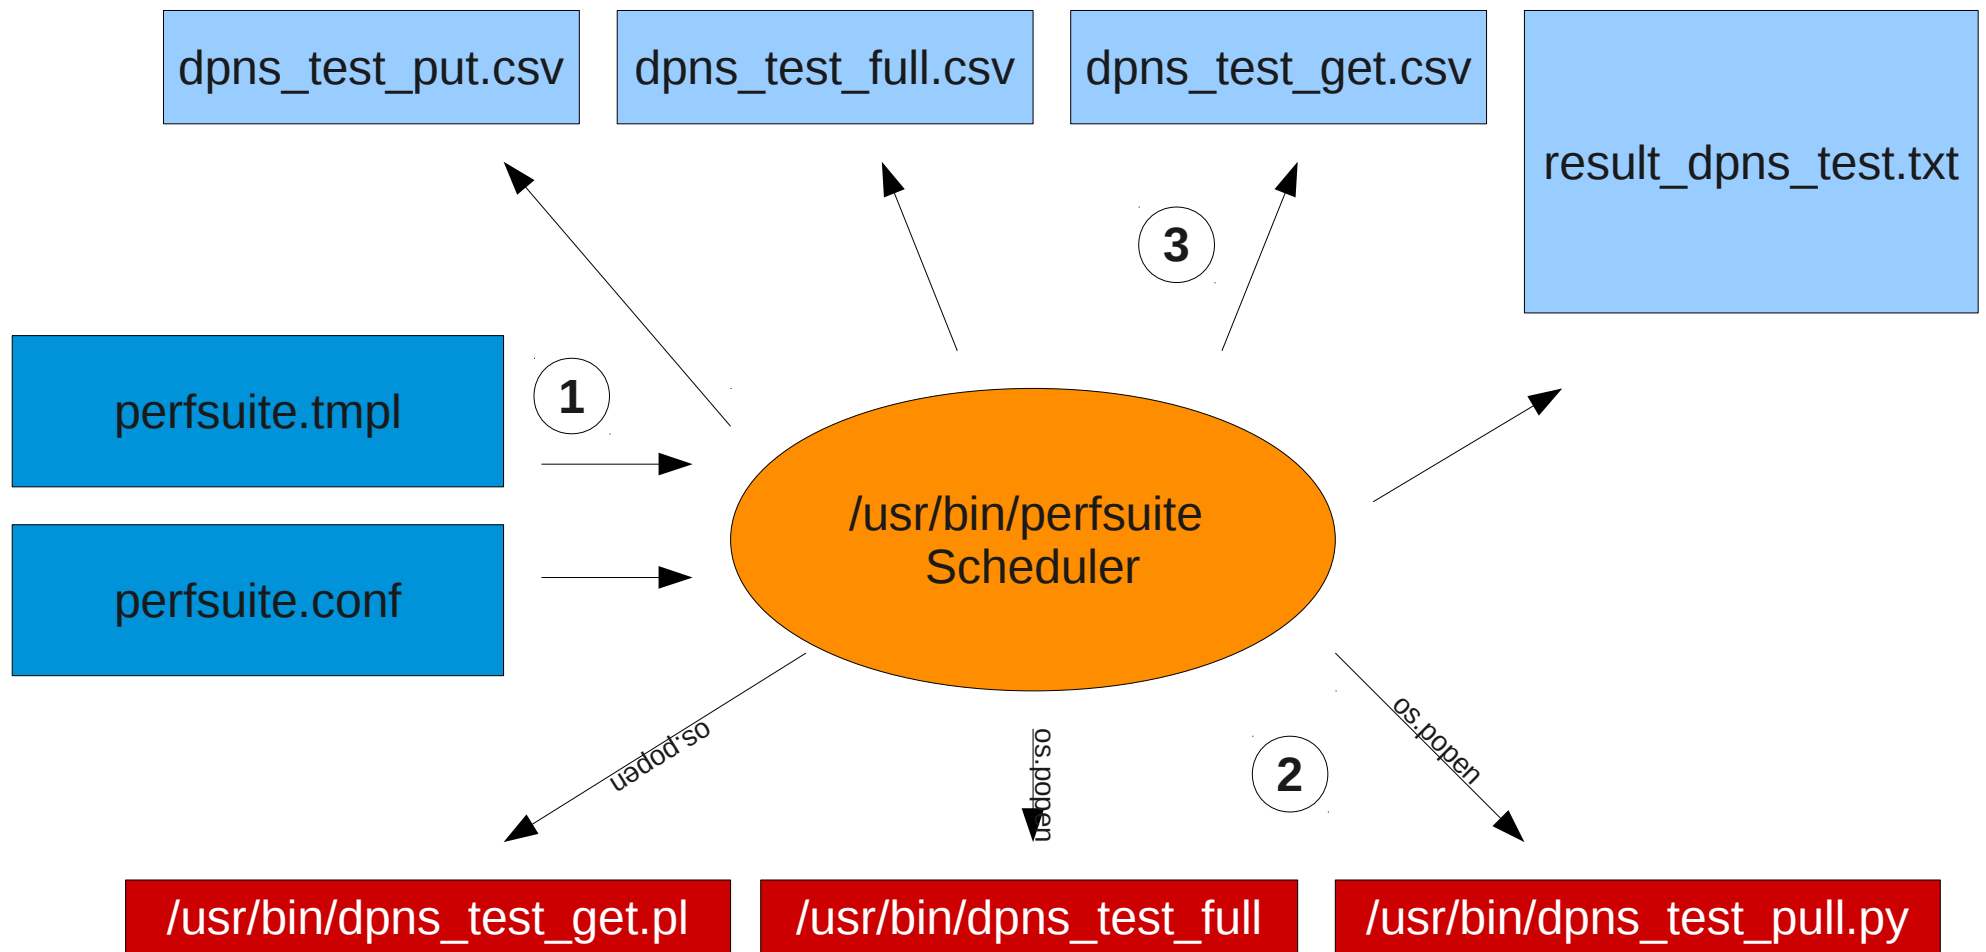 dpns_test_put.csv
dpns_test_full.csv
dpns_test_get.csv
result_dpns_test.txt
3
perfsuite.tmpl
1
perfsuite.conf
/usr/bin/perfsuite
Scheduler
os.popen
os.popen
os.popen
2
/usr/bin/dpns_test_get.pl
/usr/bin/dpns_test_full
/usr/bin/dpns_test_pull.py